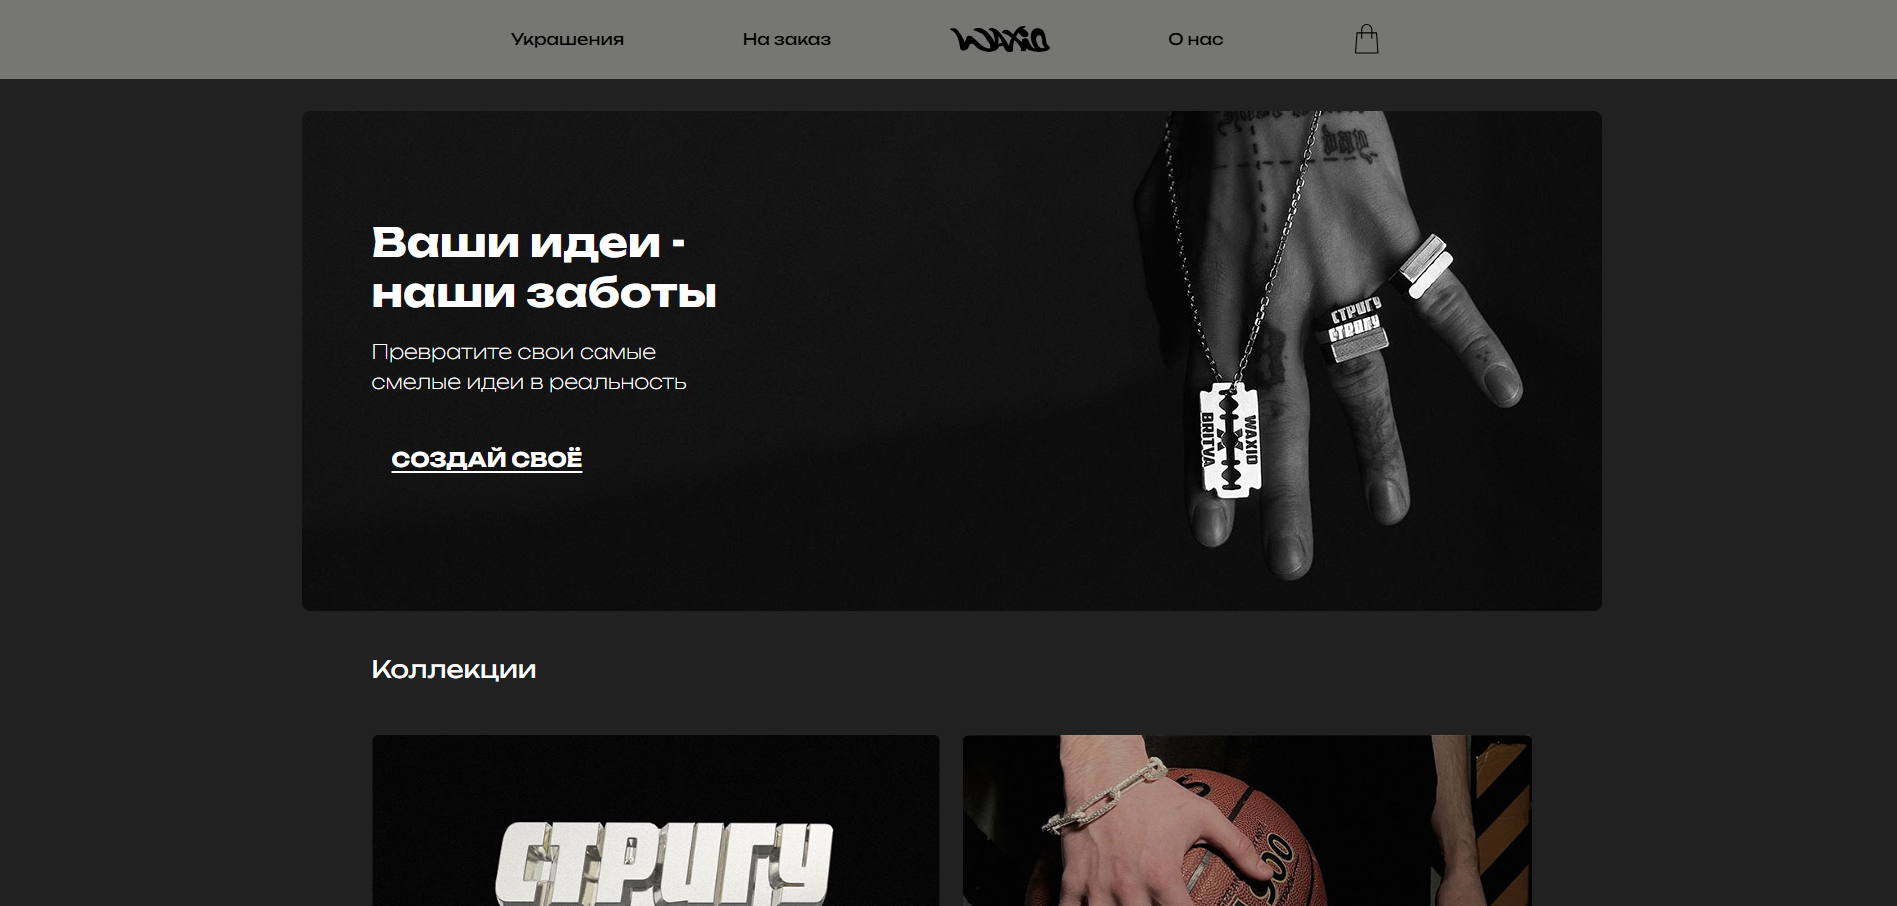 Украшения
На заказ
WAXID
О нас
Ваши идеи -
наши заботы
Превратите свои самые
смелые идеи в реальность
СОЗДАЙ СВОЁ
СТРИГУ
СТРИГУ
WAXID
BRITVA
Коллекции
СТРИГУ